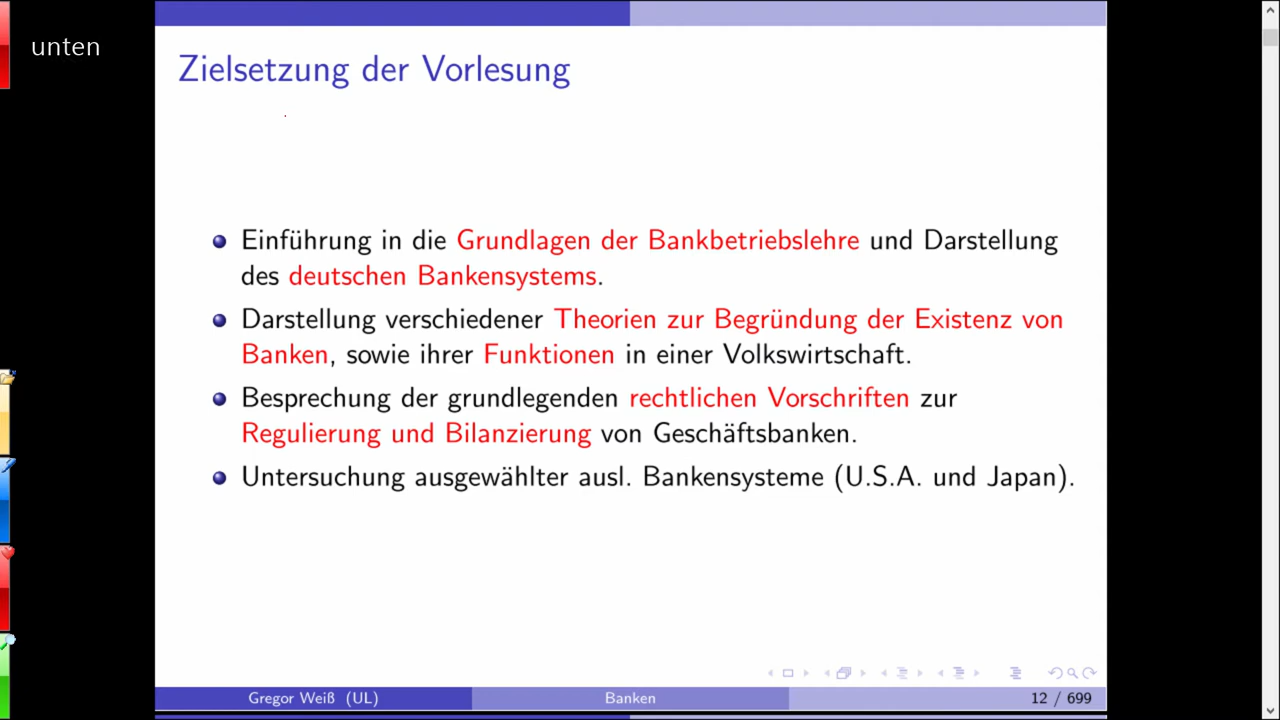 unten
Zielsetzung der Vorlesung
Einführung in die Grundlagen der Bankbetriebslehre und Darstellung
des deutschen Bankensystems.
Darstellung verschiedener Theorien zur Begründung der Existenz von
Banken, sowie ihrer Funktionen in einer Volkswirtschaft.
Besprechung der grundlegenden rechtlichen Vorschriften zur
Regulierung und Bilanzierung von Geschäftsbanken.
Untersuchung ausgewählter ausl. Bankensysteme (U.S.A. und Japan).
Gregor Weiß (UL) Banken 12 / 699